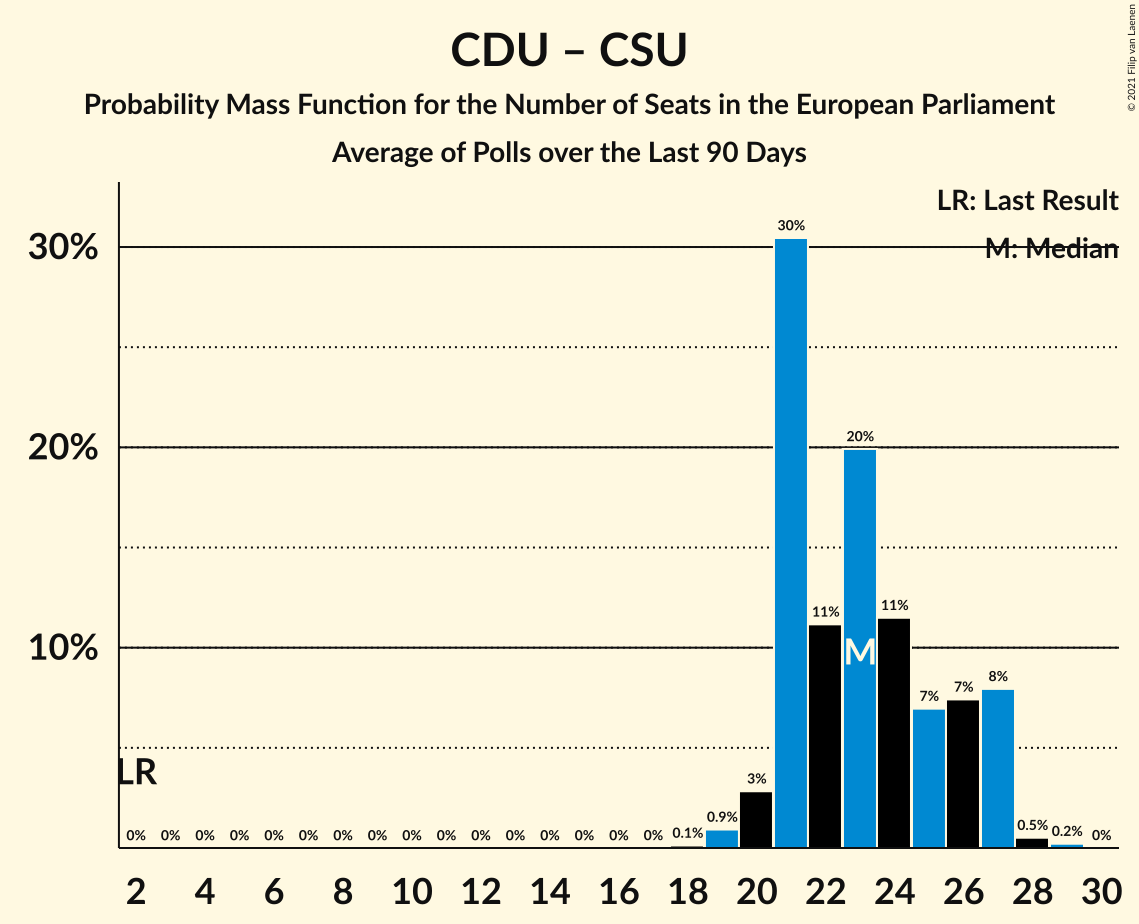 CDU – CSU
Probability Mass Function for the Number of Seats in the European Parliament
Average of Polls over the Last 90 Days
© 2021 Filip van Laenen
LR: Last Result
M: Median
30%
20%
10%
LR
M
0% 0% 0% 0% 0% 0% 0% 0% 0% 0% 0% 0% 0% 0% 0% 0% 0.1% 0.9% 3% 30% 11% 20% 11% 7% 7% 8% 0.5% 0.2% 0%
2 4 6 8 10 12 14 16 18 20 22 24 26 28 30